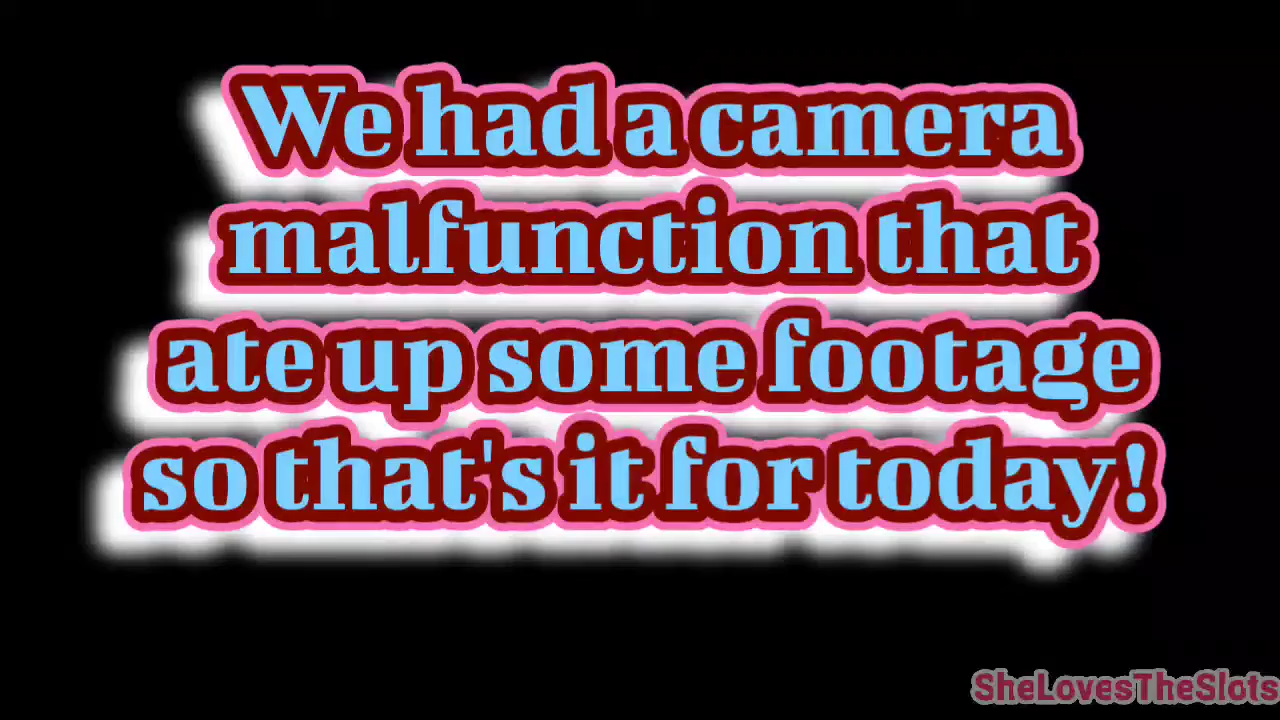 We had a camera
malfunction that
ate up some footage
so that's it for today!
SheLovesTheSlots